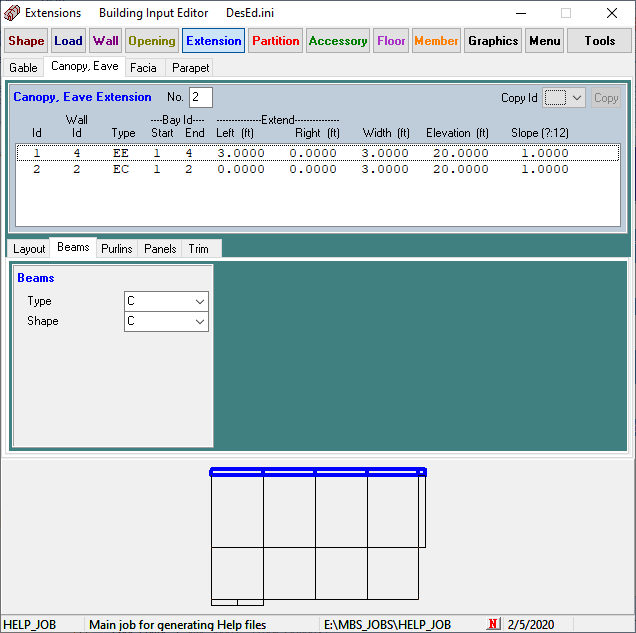 Extensions Building Input Editor DesEd.ini
Shape Load Wall Opening Extension Partition Accessory Floor Member Graphics Menu Tools
Gable Canopy, Eave Facia Parapet
Canopy, Eave Extension No. 2 Copy Id Copy
Wall ----Bay Id---- --------------Extend--------------
Id Id Type Start End Left (ft) Right (ft) Width (ft) Elevation (ft) Slope (?:12)
1 4 EE 1 4 3.0000 0.0000 3.0000 20.0000 1.0000
2 2 EC 1 2 0.0000 0.0000 3.0000 20.0000 1.0000
Layout Beams Purlins Panels Trim
Beams
Type C
Shape C
HELP_JOB Main job for generating Help files E:\MBS_JOBS\HELP_JOB N 2/5/2020